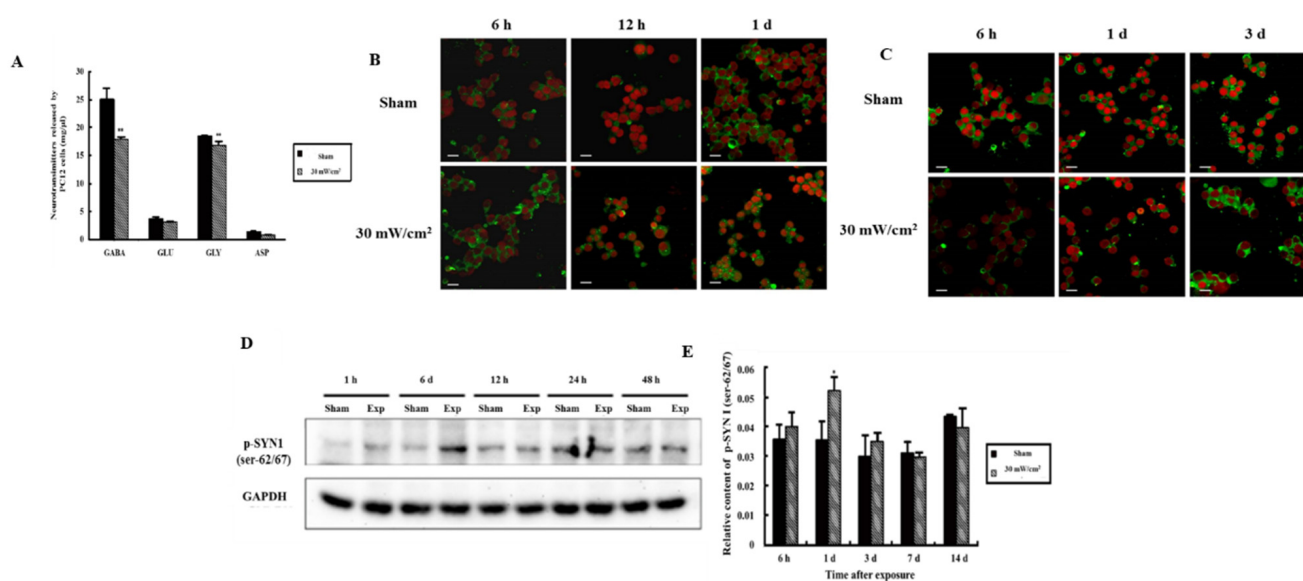 A
Neurotransimitters released by
PC12 cells (mg/μl)
30
25
20
15
10
5
0
**
**
GABA
GLU
GLY
ASP
Sham
30 mW/cm²
B
6 h
12 h
1 d
Sham
30 mW/cm²
C
6 h
1 d
3 d
Sham
30 mW/cm²
D
1 h
6 d
12 h
24 h
48 h
Sham
Exp
Sham
Exp
Sham
Exp
Sham
Exp
Sham
Exp
p-SYN1
(ser-62/67)
GAPDH
E
Relative content of p-SYN I (ser-62/67)
0.06
0.05
0.04
0.03
0.02
0.01
0
*
6 h
1 d
3 d
7 d
14 d
Time after exposure
Sham
30 mW/cm²